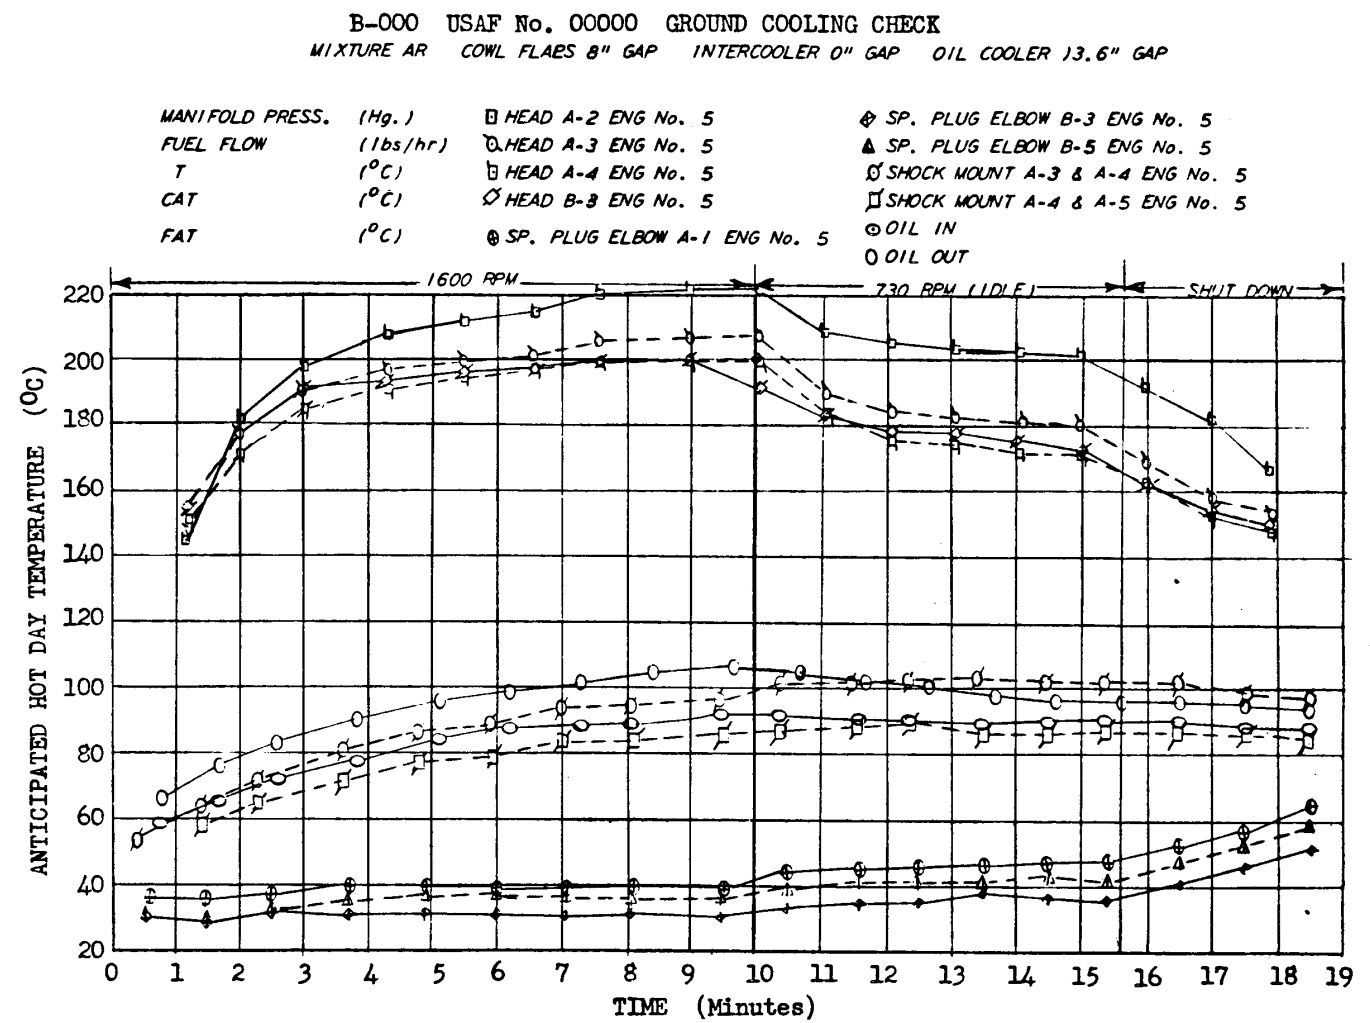 B-000 USAF No. 00000 GROUND COOLING CHECK
MIXTURE AR COWL FLAPS 8" GAP INTERCOOLER 0" GAP OIL COOLER 13.6" GAP
MANIFOLD PRESS. (Hg.)
FUEL FLOW (lbs/hr)
T (°C)
CAT (°C)
FAT (°C)
HEAD A-2 ENG No. 5
HEAD A-3 ENG No. 5
HEAD A-4 ENG No. 5
HEAD B-3 ENG No. 5
SP. PLUG ELBOW A-1 ENG No. 5
SP. PLUG ELBOW B-3 ENG No. 5
SP. PLUG ELBOW B-5 ENG No. 5
SHOCK MOUNT A-3 & A-4 ENG No. 5
SHOCK MOUNT A-4 & A-5 ENG No. 5
OIL IN
OIL OUT
1600 RPM 730 RPM (IDLE) SHUT DOWN
ANTICIPATED HOT DAY TEMPERATURE (°C)
220
200
180
160
140
120
100
80
60
40
20
0 1 2 3 4 5 6 7 8 9 10 11 12 13 14 15 16 17 18 19
TIME (Minutes)